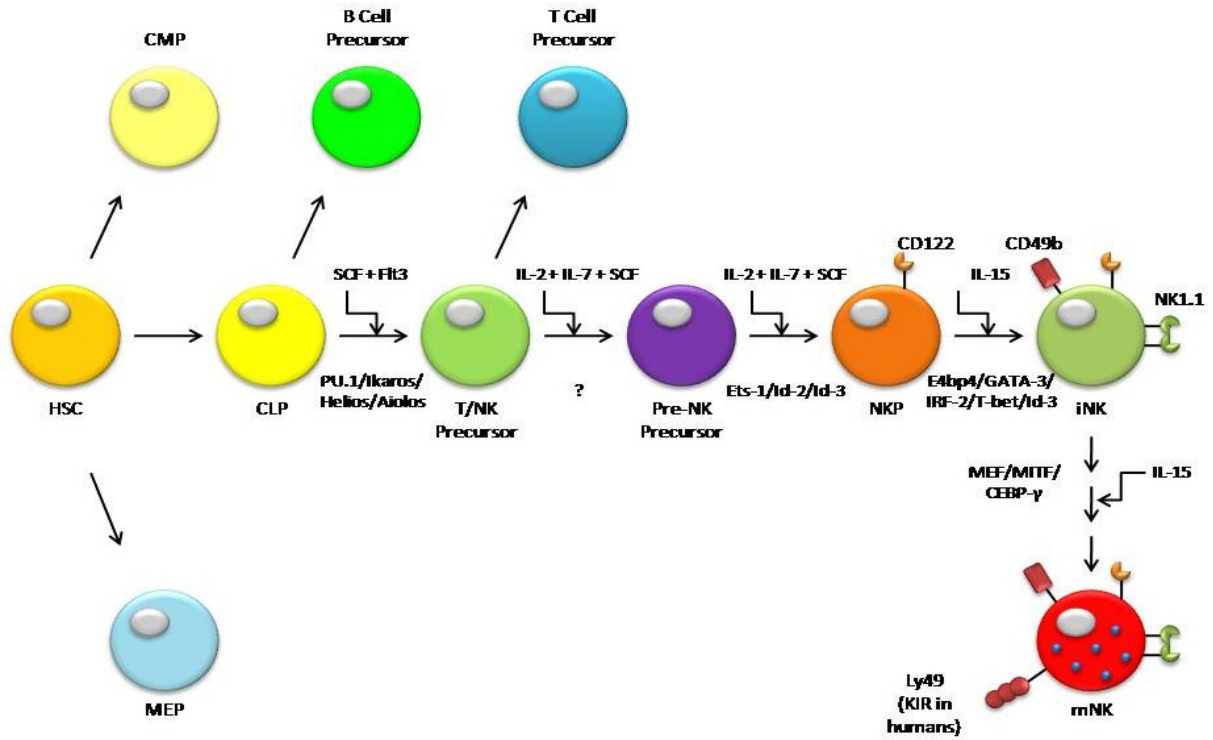 CMP
B Cell
Precursor
T Cell
Precursor
SCF + Flt3
IL-2 + IL-7 + SCF
IL-2 + IL-7 + SCF
CD122
IL-15
CD49b
NK1.1
HSC
CLP
PU.1/Ikaros/
Helios/Aiolos
T/NK
Precursor
?
Pre-NK
Precursor
Ets-1/Id-2/Id-3
NKP
E4bp4/GATA-3/
IRF-2/T-bet/Id-3
iNK
MEF/MITF/
CEBP-γ
IL-15
MEP
Ly49
(KIR in
humans)
mNK